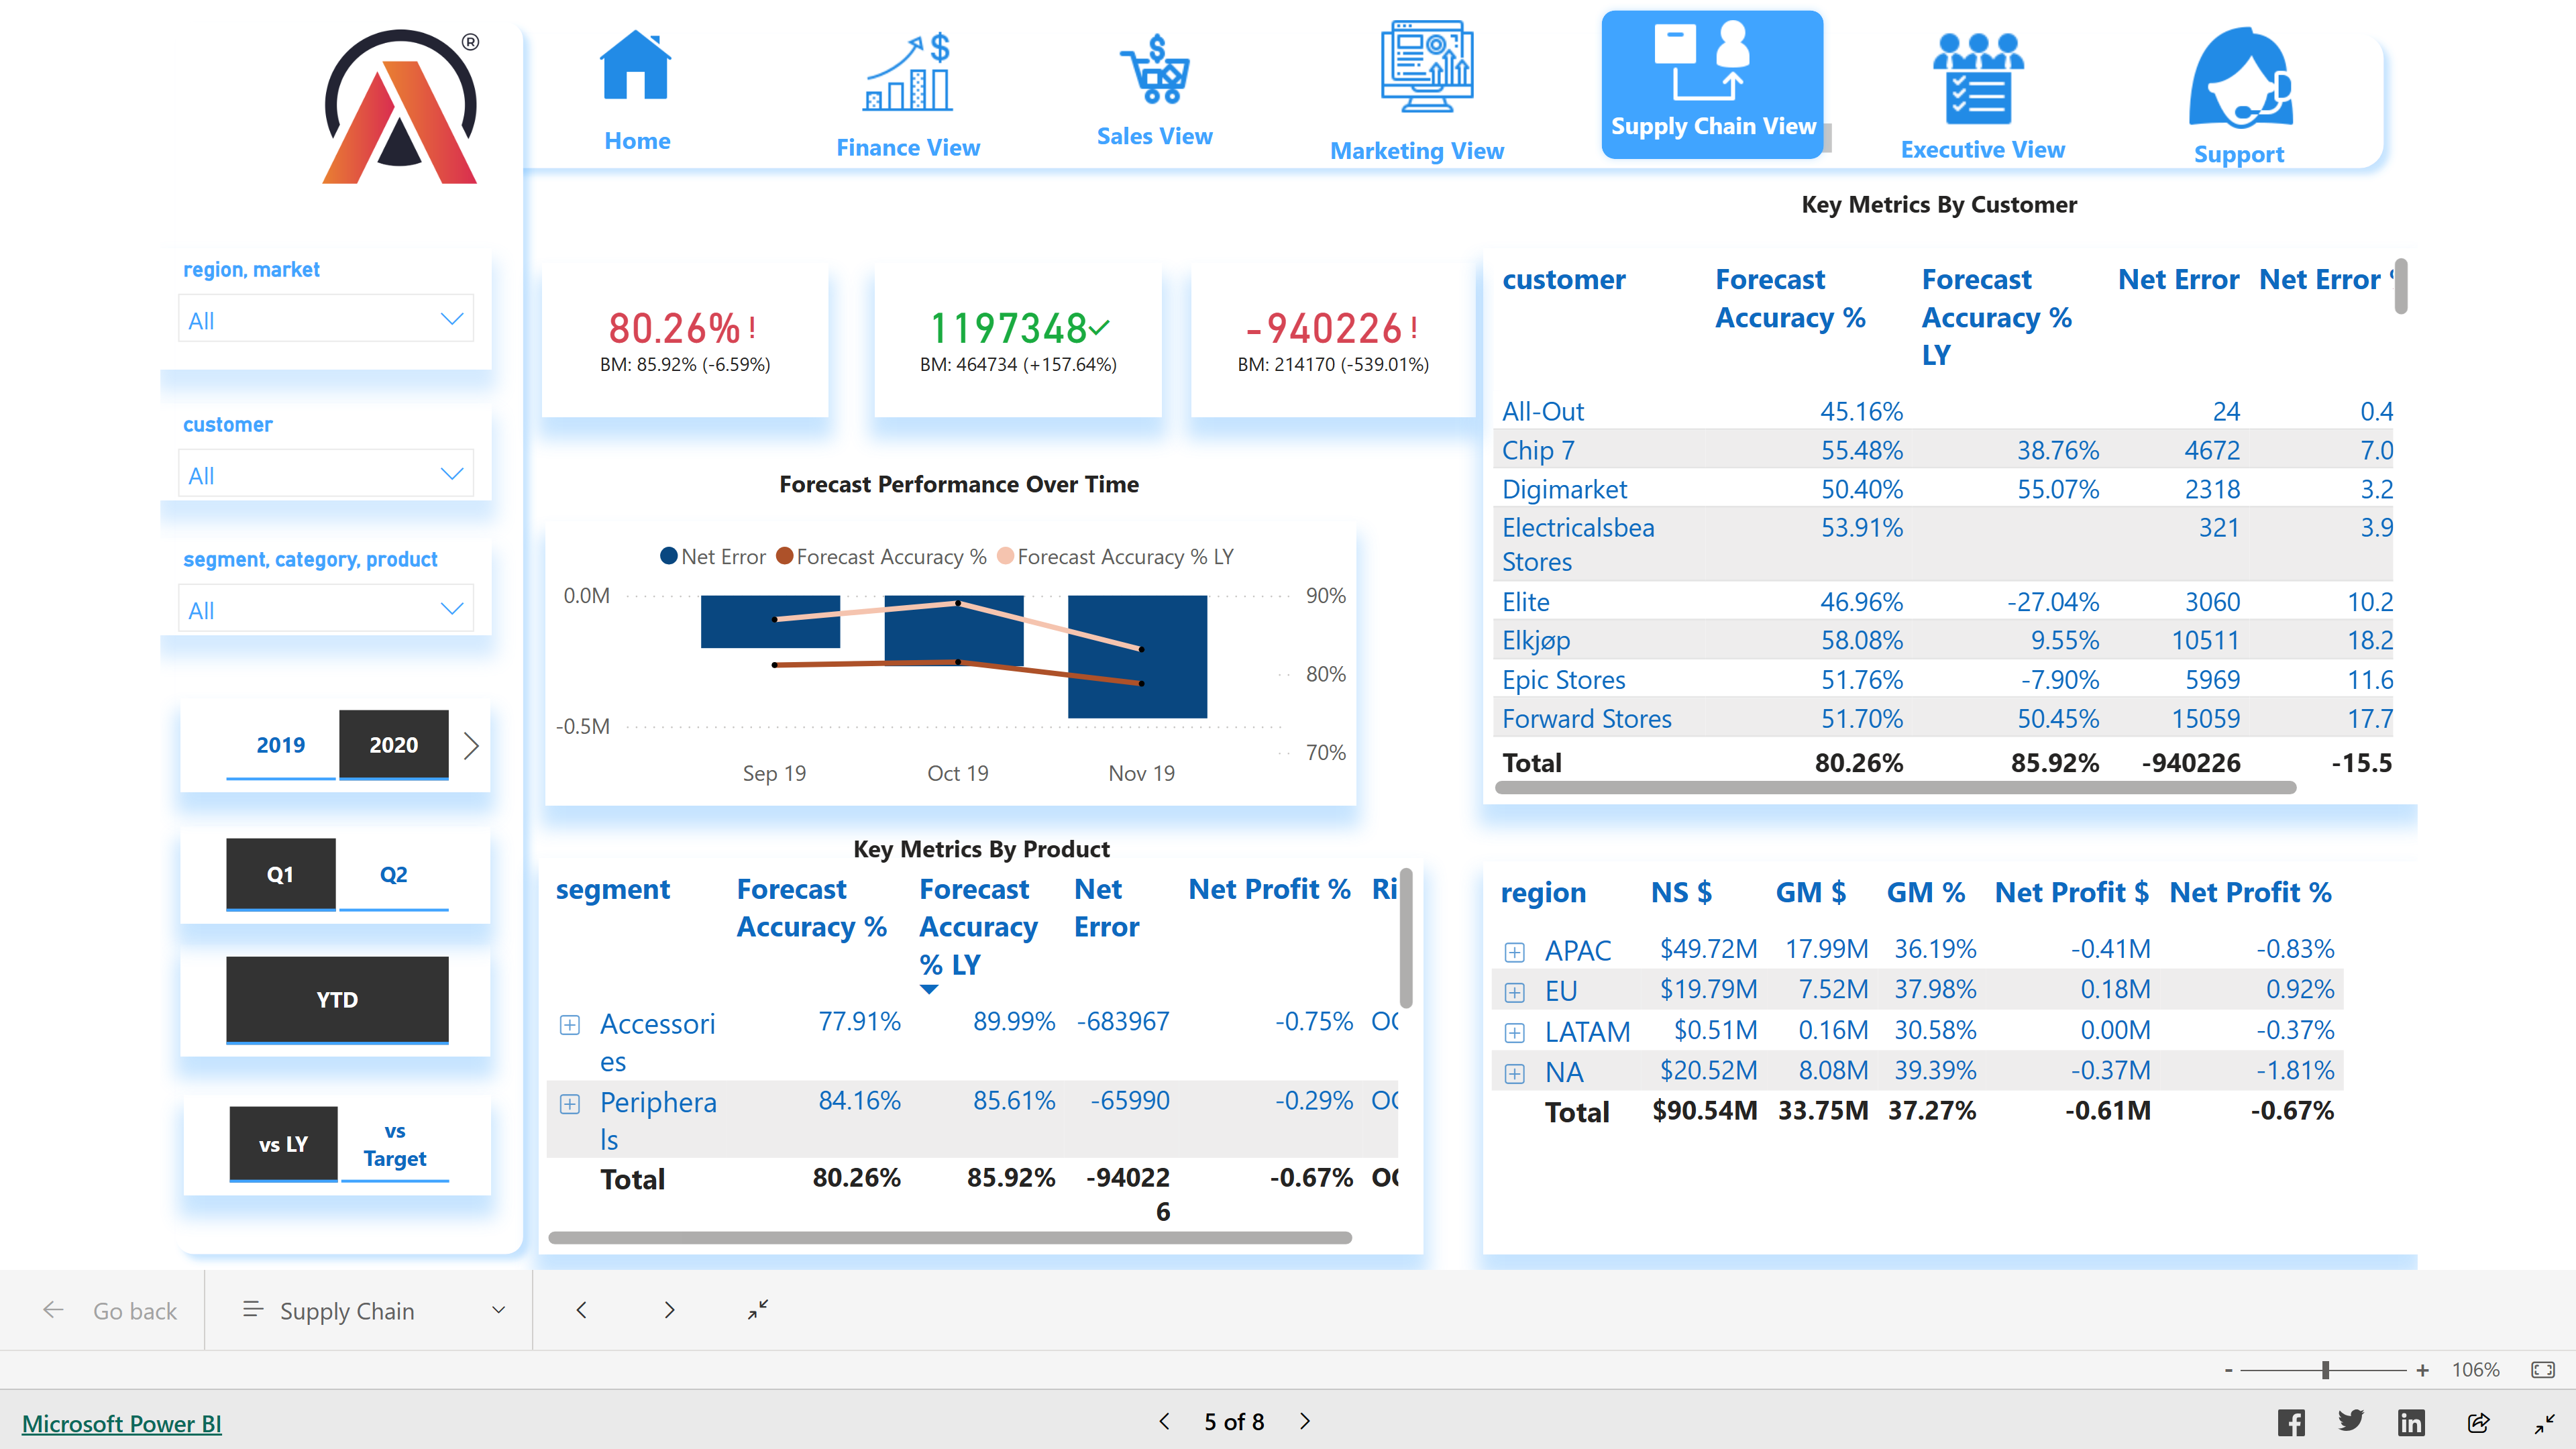 ®
Home
Finance View
Sales View
Marketing View
Supply Chain View
Executive View
Support
region, market
All
customer
All
segment, category, product
All
2019 2020
Q1 Q2
YTD
vs LY
vs
Target
80.26%!
BM: 85.92% (-6.59%)
1197348
BM: 464734 (+157.64%)
-940226!
BM: 214170 (-539.01%)
Forecast Performance Over Time
Net Error Forecast Accuracy % Forecast Accuracy % LY
0.0M
-0.5M
90%
80%
70%
Sep 19 Oct 19 Nov 19
Key Metrics By Customer
customer Forecast Accuracy % Forecast Accuracy % LY Net Error Net Error
All-Out 45.16% 24 0.4
Chip 7 55.48% 38.76% 4672 7.0
Digimarket 50.40% 55.07% 2318 3.2
Electricalsbea Stores 53.91% 321 3.9
Elite 46.96% -27.04% 3060 10.2
Elkjøp 58.08% 9.55% 10511 18.2
Epic Stores 51.76% -7.90% 5969 11.6
Forward Stores 51.70% 50.45% 15059 17.7
Total 80.26% 85.92% -940226 -15.5
Key Metrics By Product
segment Forecast Accuracy % Forecast Accuracy % LY Net Error Net Profit % Ri
Accessori
es 77.91% 89.99% -683967 -0.75%
Periphera
ls 84.16% 85.61% -65990 -0.29%
Total 80.26% 85.92% -94022
6 -0.67%
region NS $ GM $ GM % Net Profit $ Net Profit %
APAC $49.72M 17.99M 36.19% -0.41M -0.83%
EU $19.79M 7.52M 37.98% 0.18M 0.92%
LATAM $0.51M 0.16M 30.58% 0.00M -0.37%
NA $20.52M 8.08M 39.39% -0.37M -1.81%
Total $90.54M 33.75M 37.27% -0.61M -0.67%
Go back
Supply Chain
- + 106%
Microsoft Power BI
5 of 8